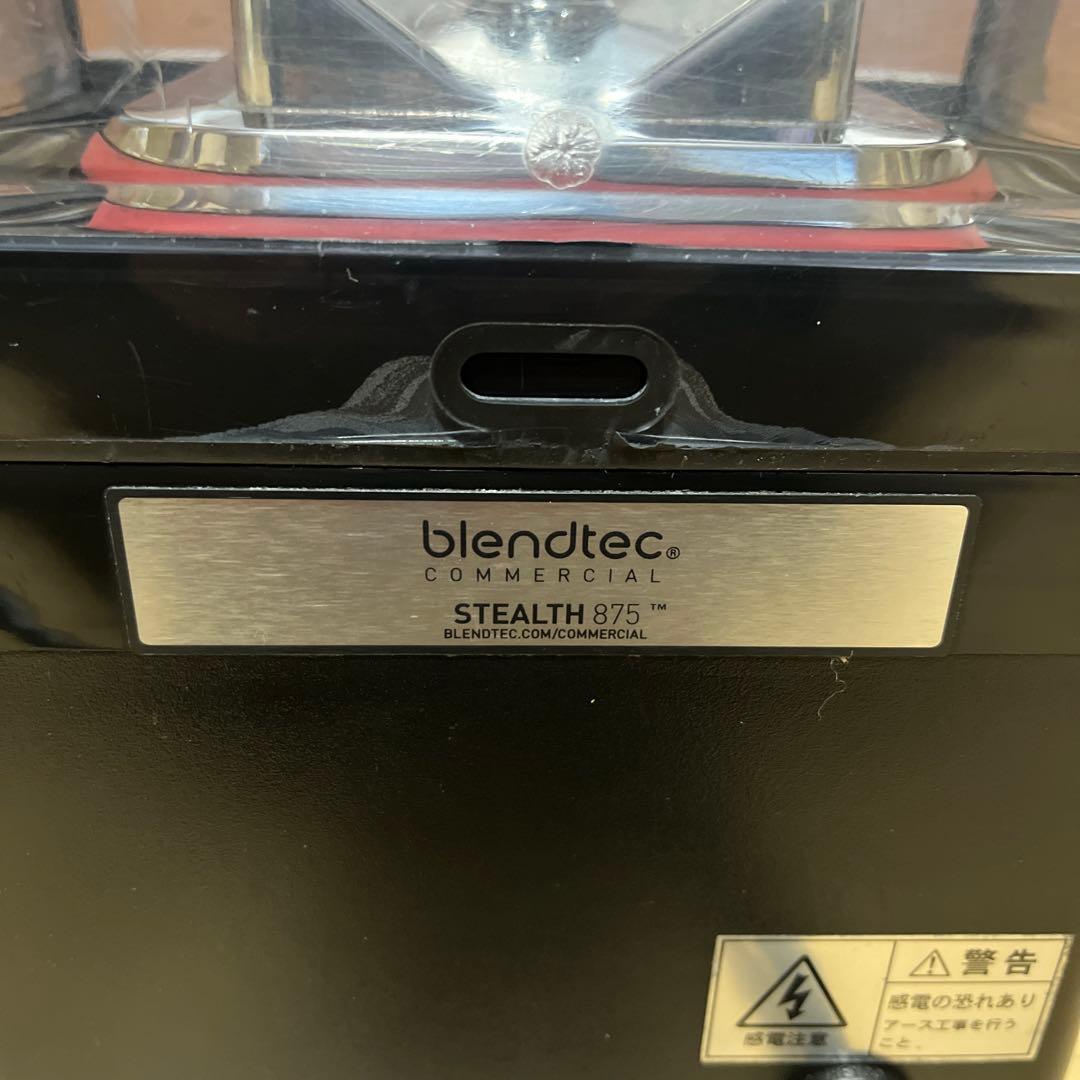 blendtec®
COMMERCIAL
STEALTH 875 ™
BLENDTEC.COM/COMMERCIAL
感電注意
警告
感電の恐れあり
アース工事を行う
こと。